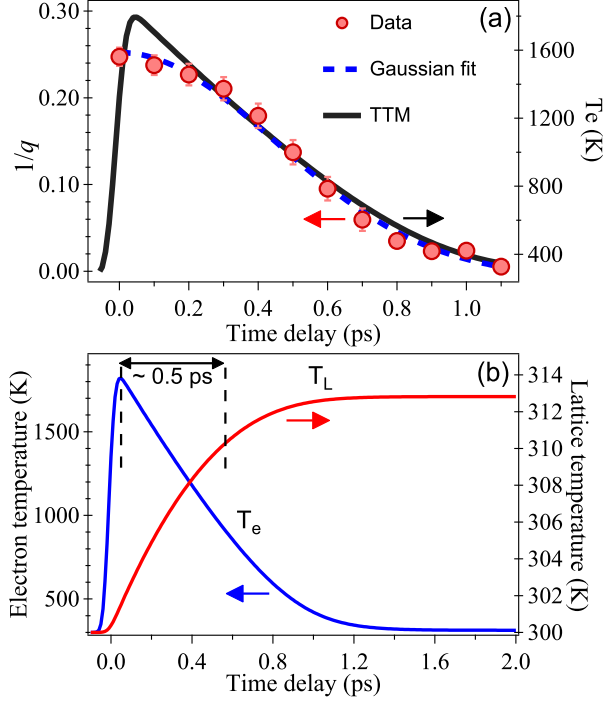 (a)
Data
Gaussian fit
TTM
0.30
0.20
0.10
0.00
1/q
1600
1200
800
400
Te (K)
0.0 0.2 0.4 0.6 0.8 1.0
Time delay (ps)
(b)
~ 0.5 ps
TL
Te
1500
1000
500
Electron temperature (K)
314
312
310
308
306
304
302
300
Lattice temperature (K)
0.0 0.4 0.8 1.2 1.6 2.0
Time delay (ps)